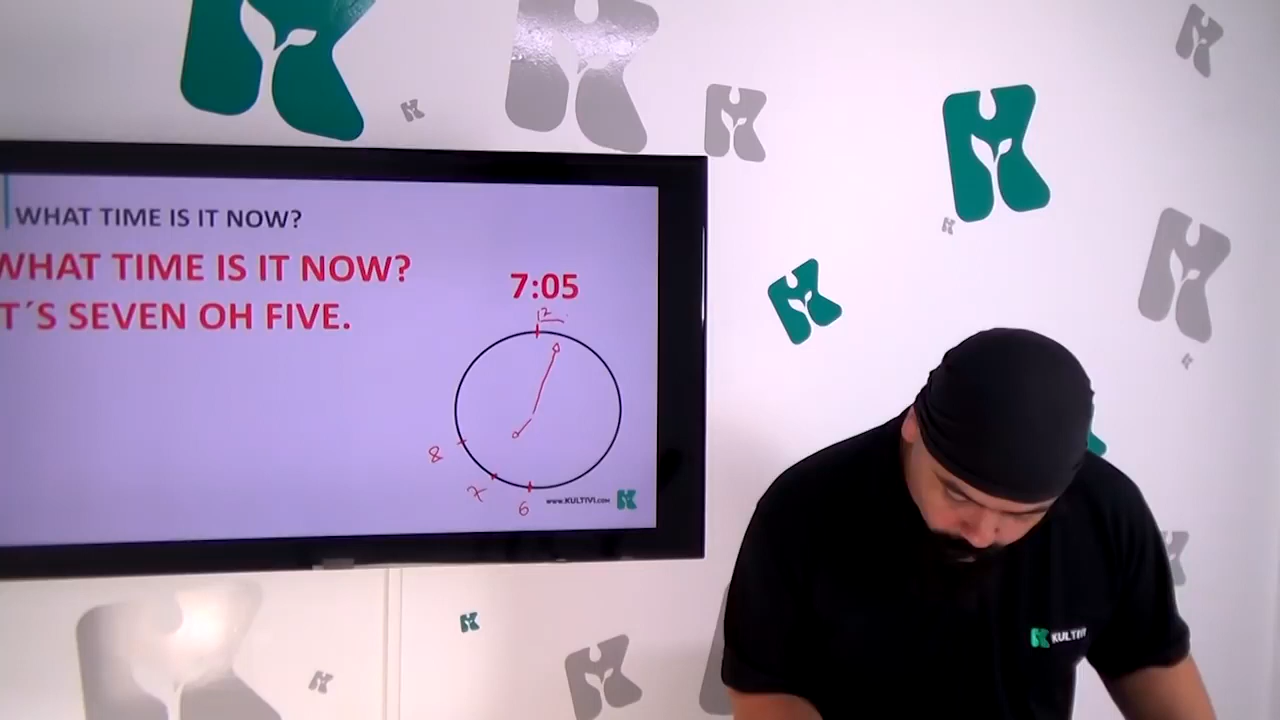 WHAT TIME IS IT NOW?
WHAT TIME IS IT NOW?
T´S SEVEN OH FIVE.
7:05
12
8
7
6
www.KULTIVI.com
KULTIVI